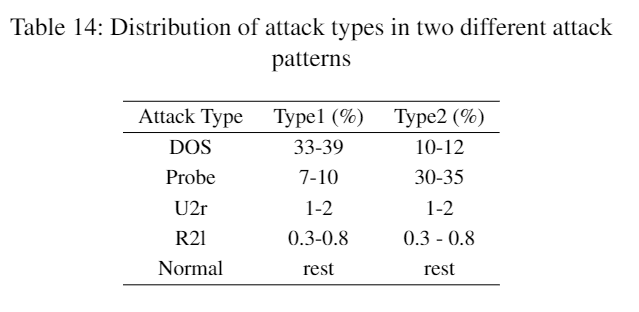 Table 14: Distribution of attack types in two different attack
patterns
Attack Type Type1 (%) Type2 (%)
DOS 33-39 10-12
Probe 7-10 30-35
U2r 1-2 1-2
R2l 0.3-0.8 0.3 - 0.8
Normal rest rest